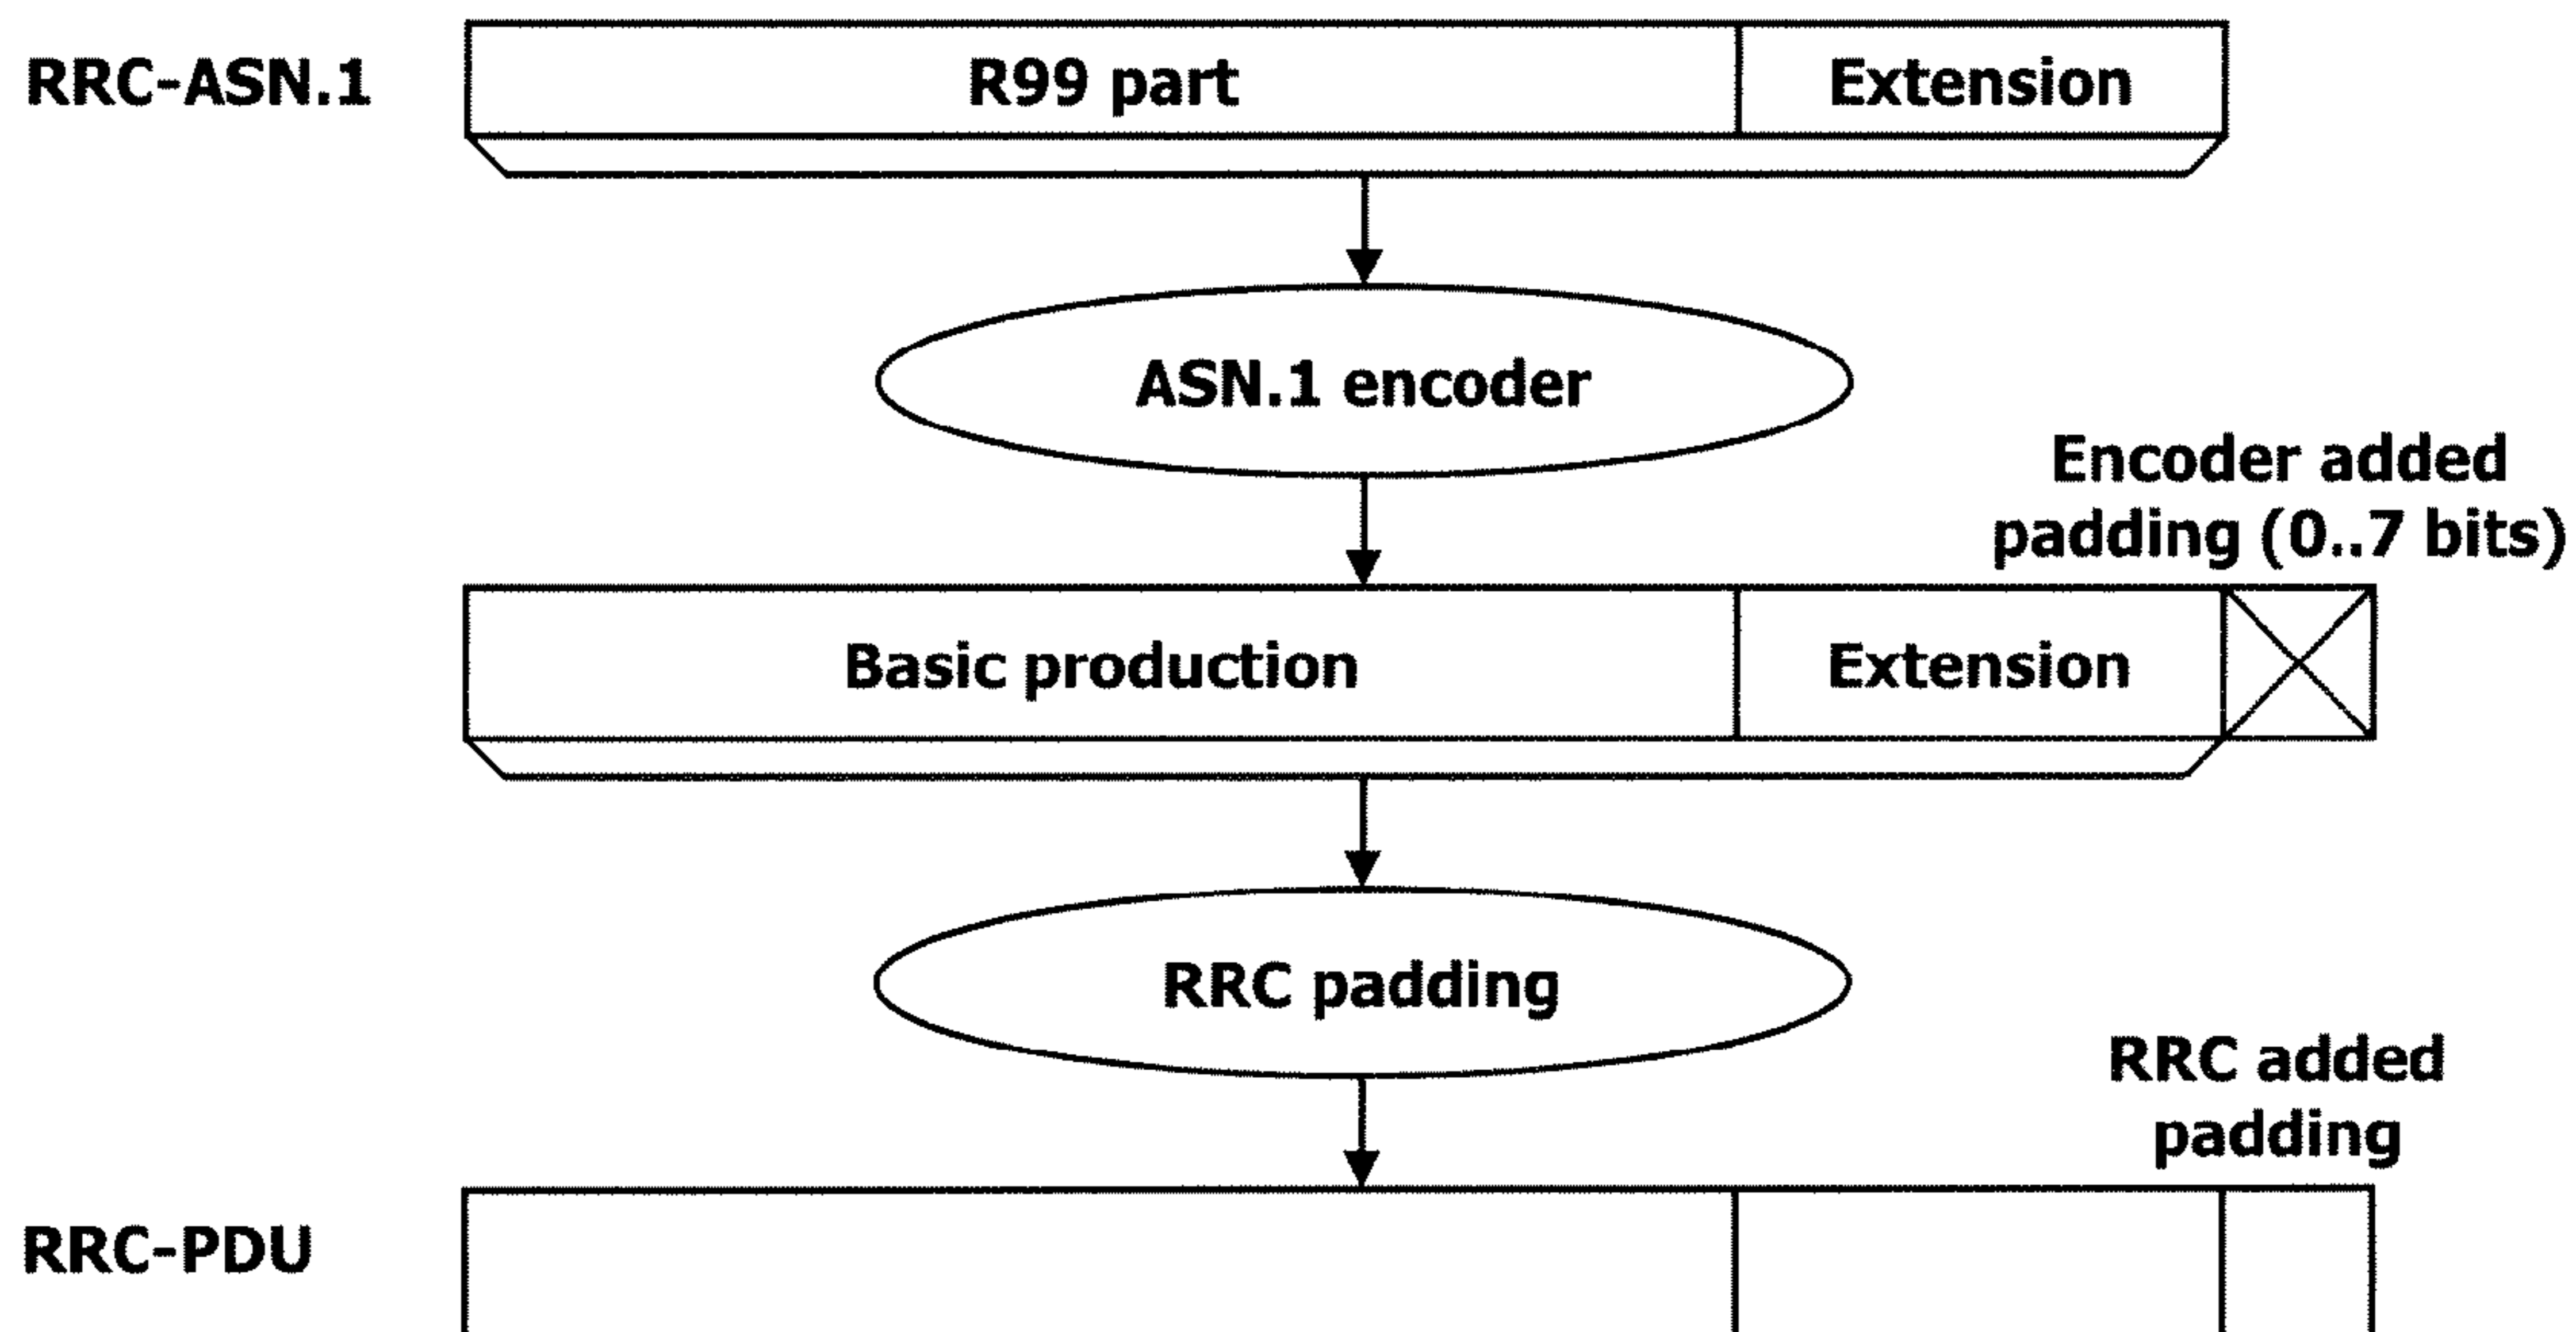 RRC-ASN.1
R99 part
Extension
ASN.1 encoder
Encoder added
padding (0..7 bits)
Basic production
Extension
RRC padding
RRC added
padding
RRC-PDU